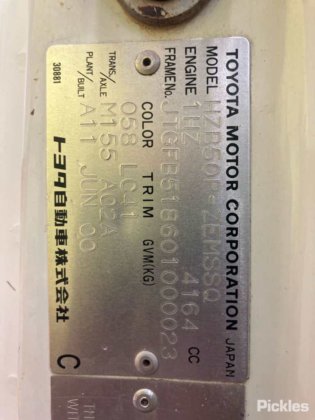 TOYOTA MOTOR CORPORATION JAPAN
MODEL HZB50R-ZEMSSQ
ENGINE 1HZ 4164 CC
FRAME No. JTGFB518601000023
COLOR TRIM GVM(KG)
058 LC41
TRANS/AXLE M155 A02A
PLANT/BUILT A11 JUN 00
トヨタ自動車株式会社 C
30881
Pickles